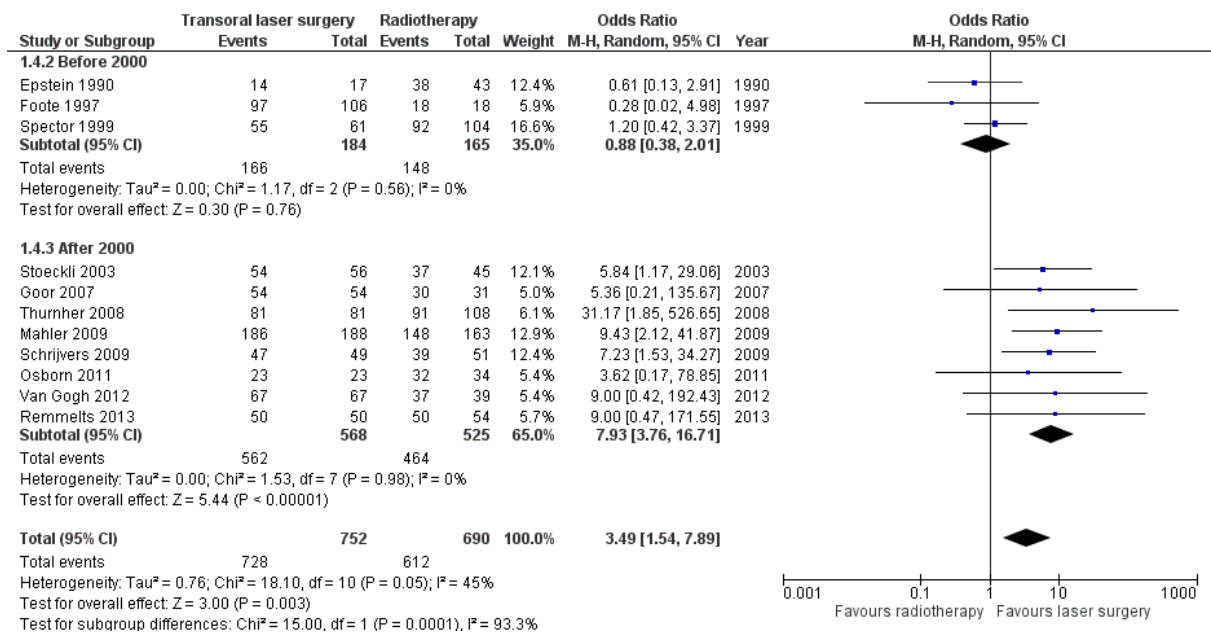 Transoral laser surgery Radiotherapy Odds Ratio Odds Ratio
Study or Subgroup Events Total Events Total Weight M-H, Random, 95% CI Year M-H, Random, 95% CI
1.4.2 Before 2000
Epstein 1990 14 17 38 43 12.4% 0.61 [0.13, 2.91] 1990
Foote 1997 97 106 18 18 5.9% 0.28 [0.02, 4.98] 1997
Spector 1999 55 61 92 104 16.6% 1.20 [0.42, 3.37] 1999
Subtotal (95% CI) 184 165 35.0% 0.88 [0.38, 2.01]
Total events 166 148
Heterogeneity: Tau² = 0.00; Chi² = 1.17, df = 2 (P = 0.56); I² = 0%
Test for overall effect: Z = 0.30 (P = 0.76)
1.4.3 After 2000
Stoeckli 2003 54 56 37 45 12.1% 5.84 [1.17, 29.06] 2003
Goor 2007 54 54 30 31 5.0% 5.36 [0.21, 135.67] 2007
Thurnher 2008 81 81 91 108 6.1% 31.17 [1.85, 526.65] 2008
Mahler 2009 186 188 148 163 12.9% 9.43 [2.12, 41.87] 2009
Schrijvers 2009 47 49 39 51 12.4% 7.23 [1.53, 34.27] 2009
Osborn 2011 23 23 32 34 5.4% 3.62 [0.17, 78.85] 2011
Van Gogh 2012 67 67 37 39 5.4% 9.00 [0.42, 192.43] 2012
Remmelts 2013 50 50 50 54 5.7% 9.00 [0.47, 171.55] 2013
Subtotal (95% CI) 568 525 65.0% 7.93 [3.76, 16.71]
Total events 562 464
Heterogeneity: Tau² = 0.00; Chi² = 1.53, df = 7 (P = 0.98); I² = 0%
Test for overall effect: Z = 5.44 (P < 0.00001)
Total (95% CI) 752 690 100.0% 3.49 [1.54, 7.89]
Total events 728 612
Heterogeneity: Tau² = 0.76; Chi² = 18.10, df = 10 (P = 0.05); I² = 45%
Test for overall effect: Z = 3.00 (P = 0.003)
Test for subgroup differences: Chi² = 15.00, df = 1 (P = 0.0001), I² = 93.3%
0.001 0.1 1 10 1000
Favours radiotherapy Favours laser surgery